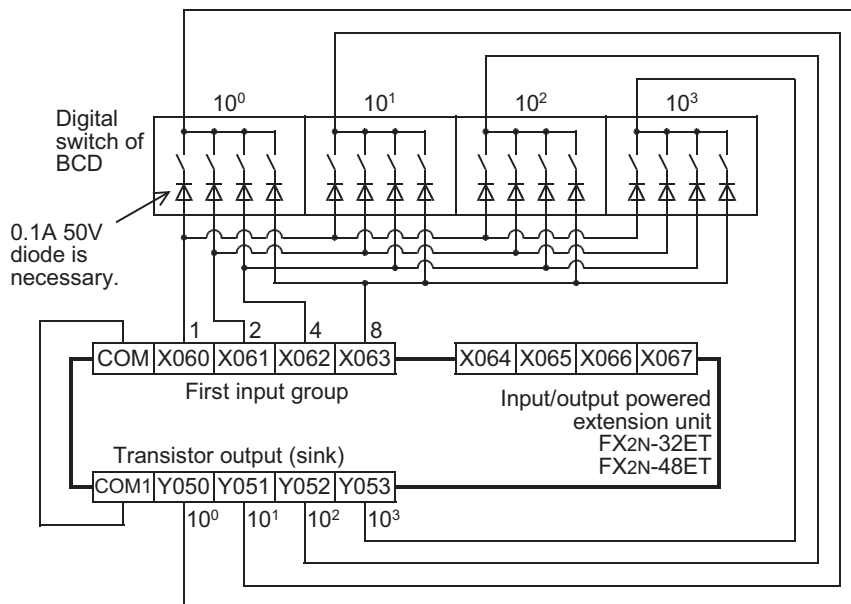 10⁰ 10¹ 10² 10³
Digital
switch of
BCD
0.1A 50V
diode is
necessary.
1 2 4 8
COM X060 X061 X062 X063 X064 X065 X066 X067
First input group
Input/output powered
extension unit
FX2N-32ET
FX2N-48ET
Transistor output (sink)
COM1 Y050 Y051 Y052 Y053
10⁰ 10¹ 10² 10³